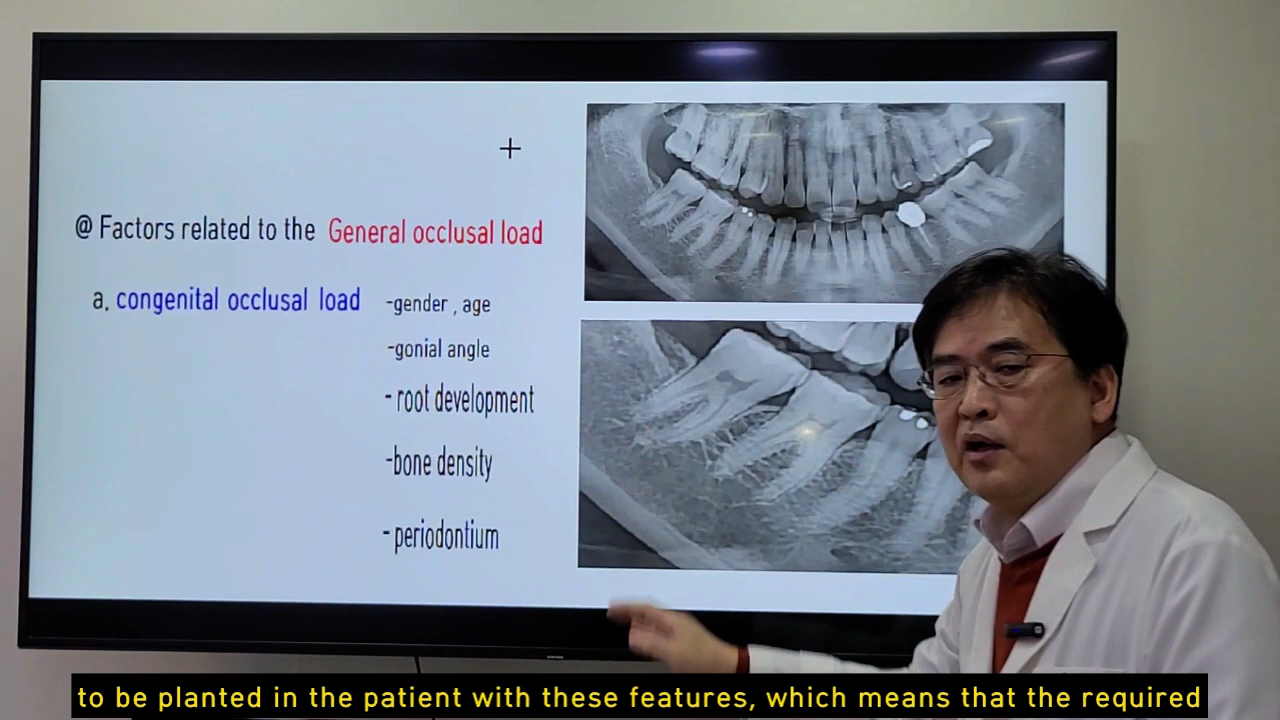 @ Factors related to the General occlusal load
a. congenital occlusal load -gender , age
-gonial angle
- root development
-bone density
- periodontium
to be planted in the patient with these features, which means that the required